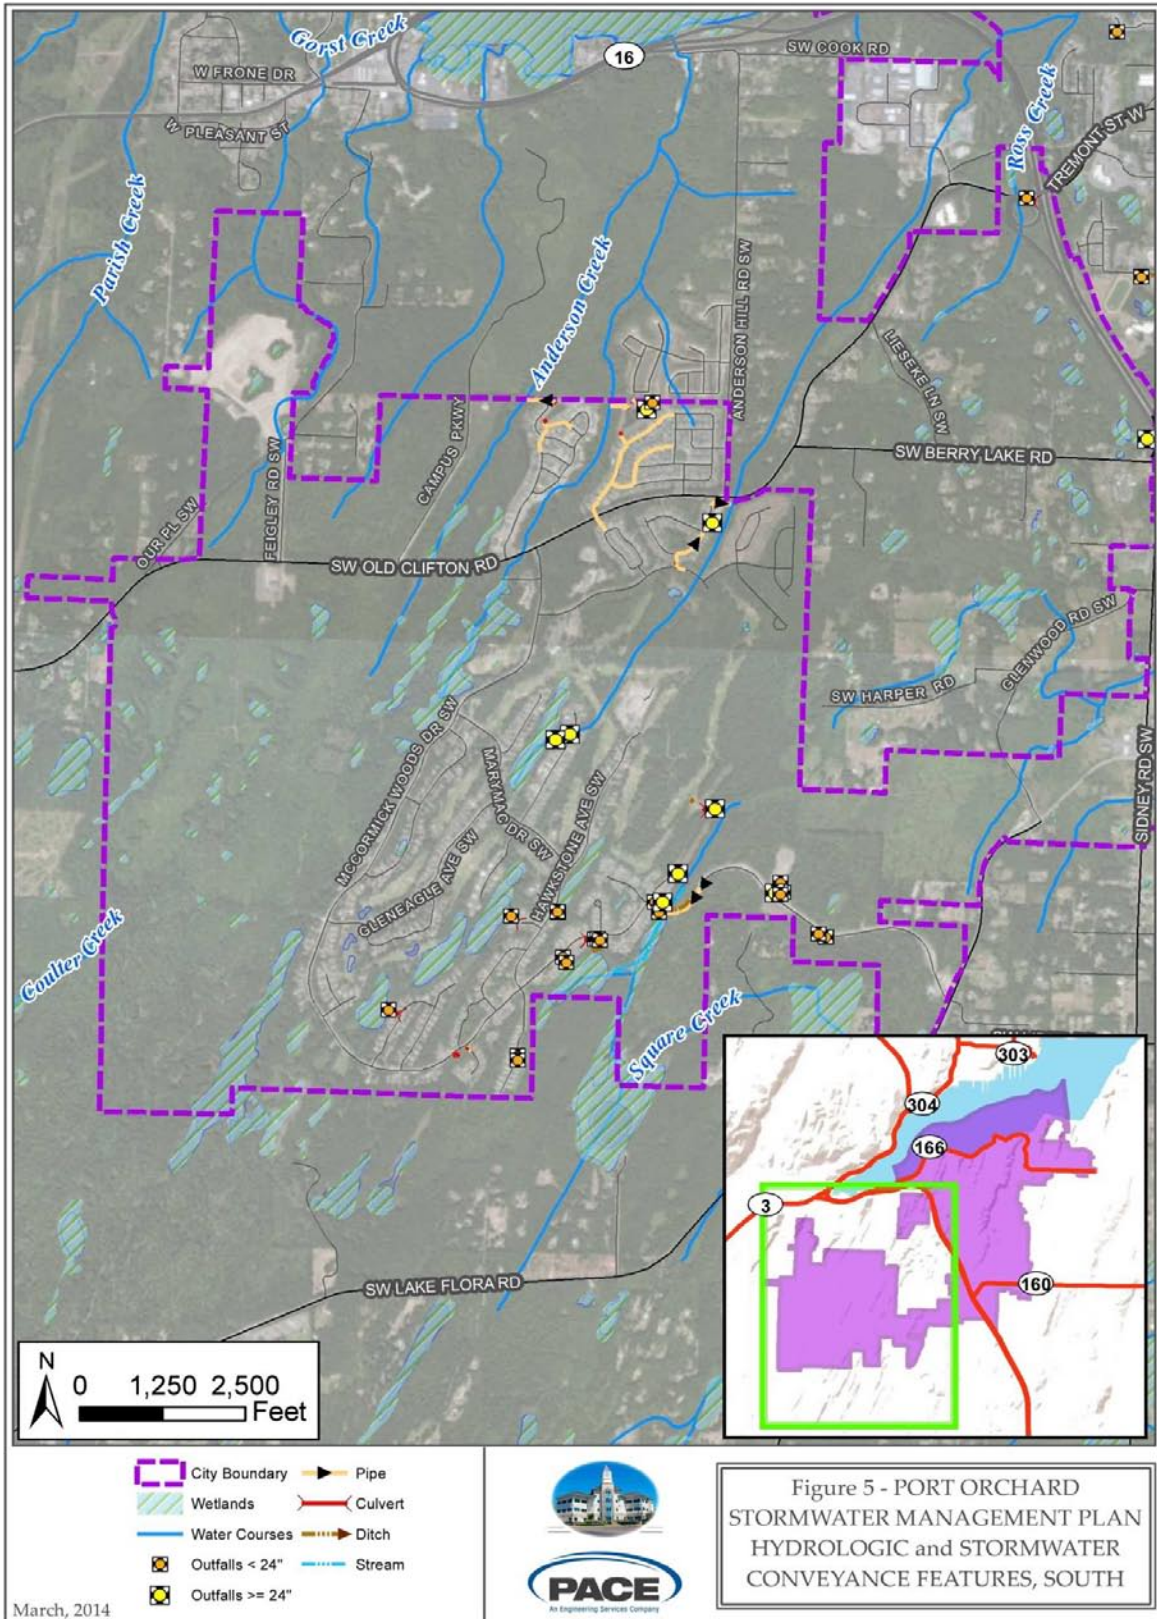 Gorst Creek
16
SW COOK RD
W FRONE DR
W PLEASANT ST
Ross Creek
TREMONT ST W
Parish Creek
Anderson Creek
ANDERSON HILL RD SW
LIESEKE LN SW
CAMPUS PKWY
SW BERRY LAKE RD
OUR PL SW
FEIGLEY RD SW
SW OLD CLIFTON RD
GLENWOOD RD SW
SW HARPER RD
MCCORMICK WOODS DR SW
MARYMAC DR SW
HAWKSTONE AVE SW
GLENEAGLE AVE SW
SIDNEY RD SW
Coulter Creek
Square Creek
SW LAKE FLORA RD
303
304
166
3
160
N
0 1,250 2,500
Feet
City Boundary
Wetlands
Water Courses
Outfalls < 24"
Outfalls >= 24"
Pipe
Culvert
Ditch
Stream
March, 2014
PACE
An Engineering Services Company
Figure 5 - PORT ORCHARD
STORMWATER MANAGEMENT PLAN
HYDROLOGIC and STORMWATER
CONVEYANCE FEATURES, SOUTH